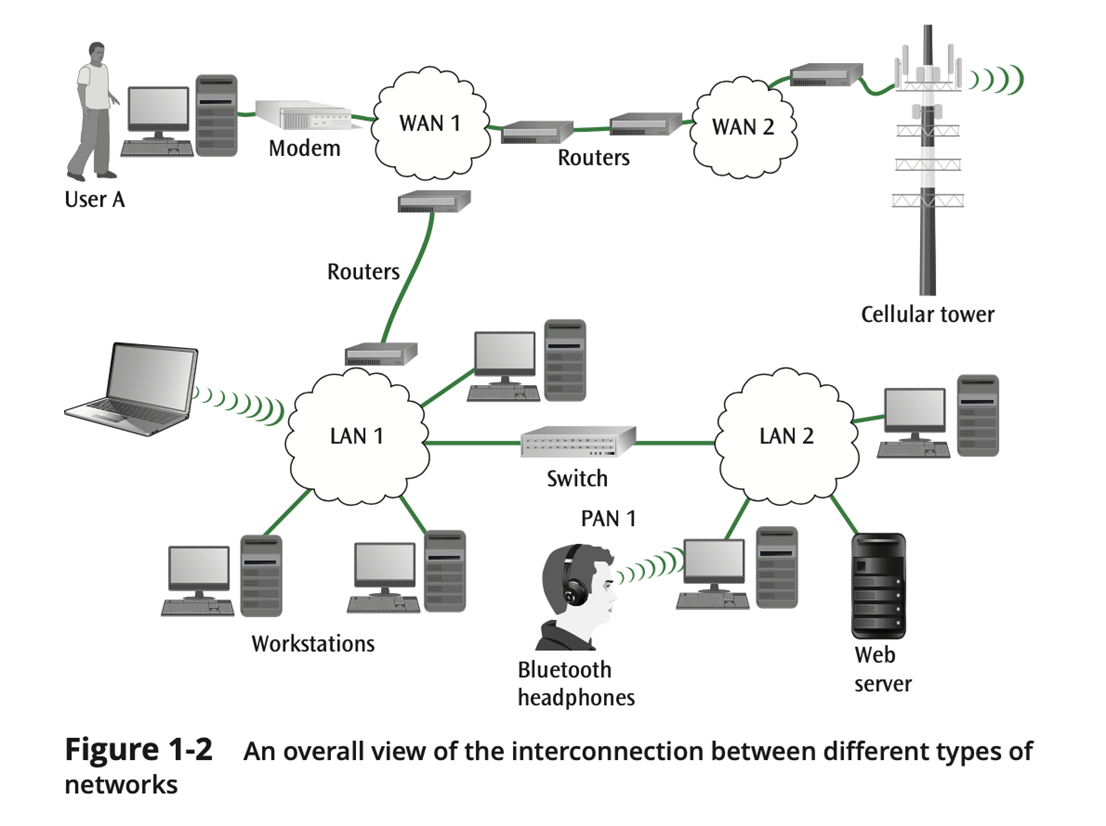 WAN 1
WAN 2
Modem
Routers
User A
Routers
Cellular tower
LAN 1
LAN 2
Switch
PAN 1
Workstations
Bluetooth
headphones
Web
server
Figure 1-2 An overall view of the interconnection between different types of
networks